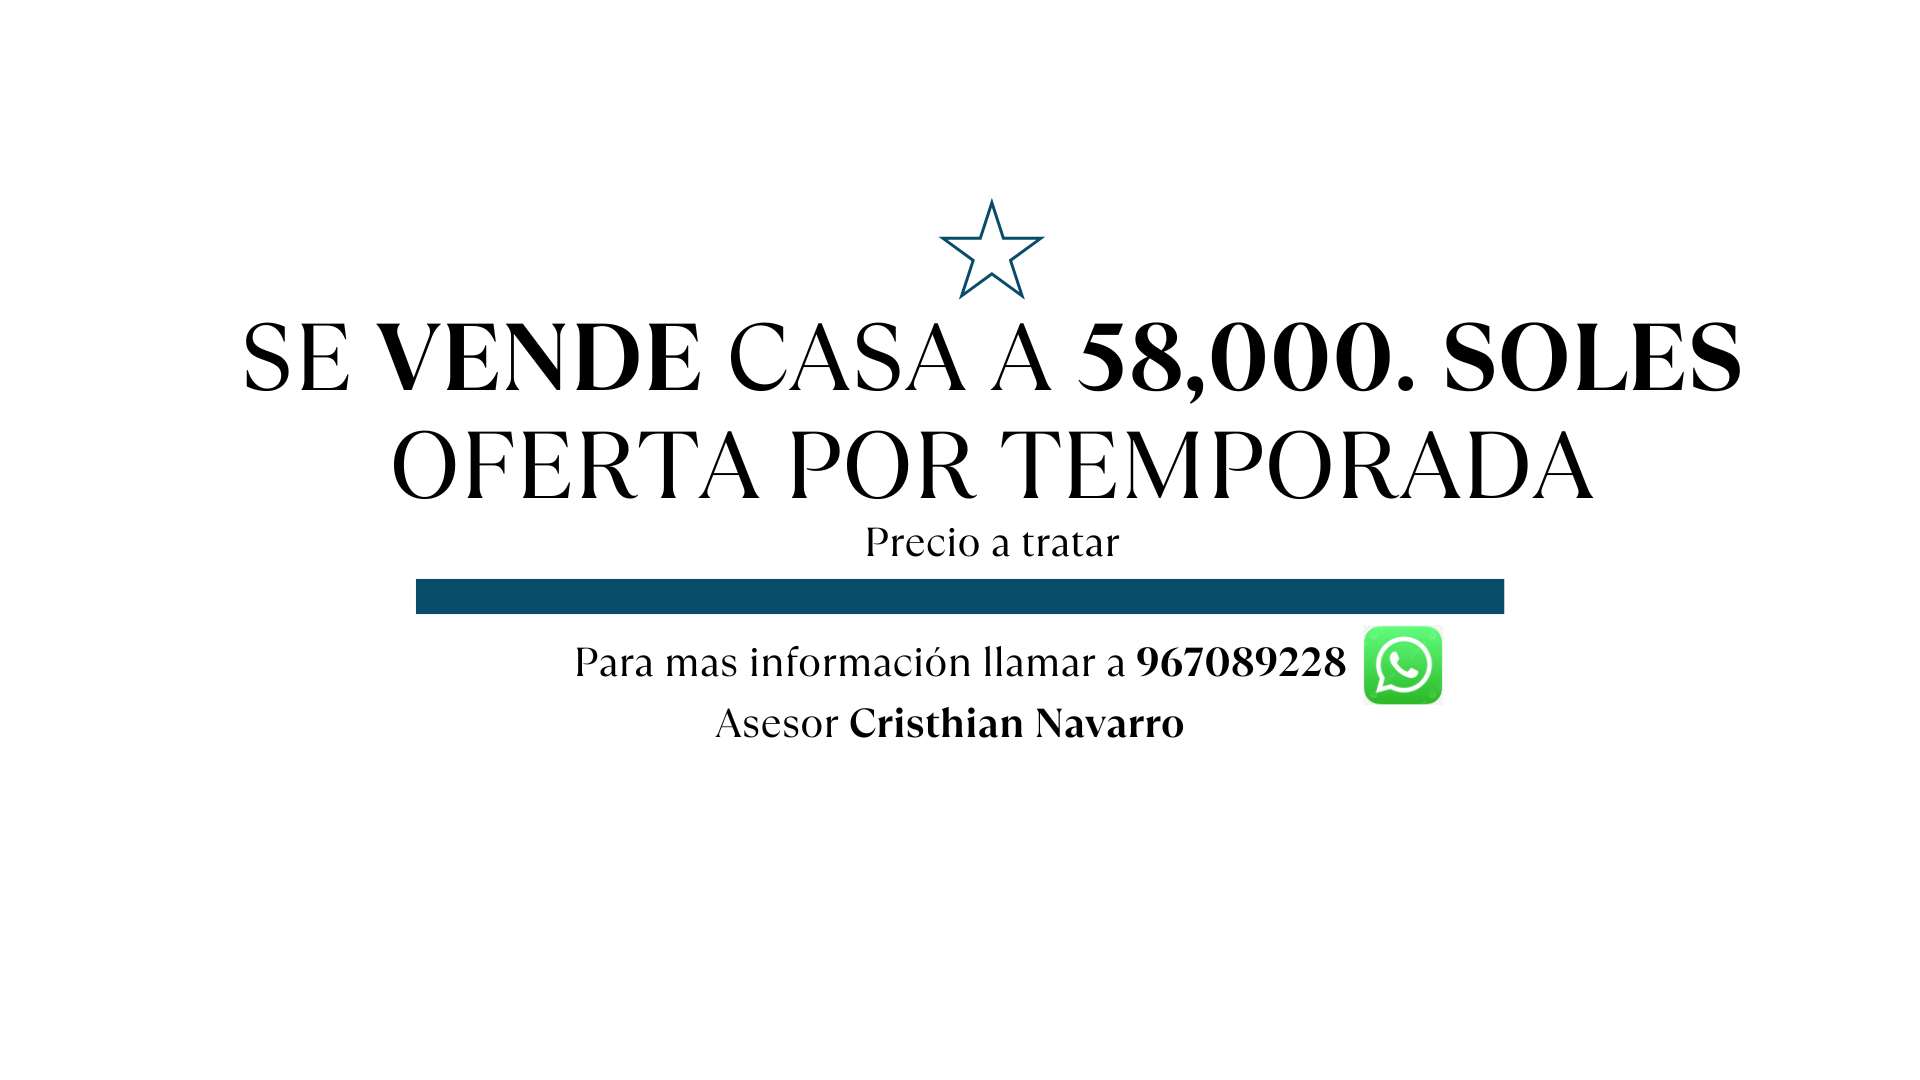 SE VENDE CASA A 58,000. SOLES
OFERTA POR TEMPORADA
Precio a tratar
Para mas información llamar a 967089228
Asesor Cristhian Navarro